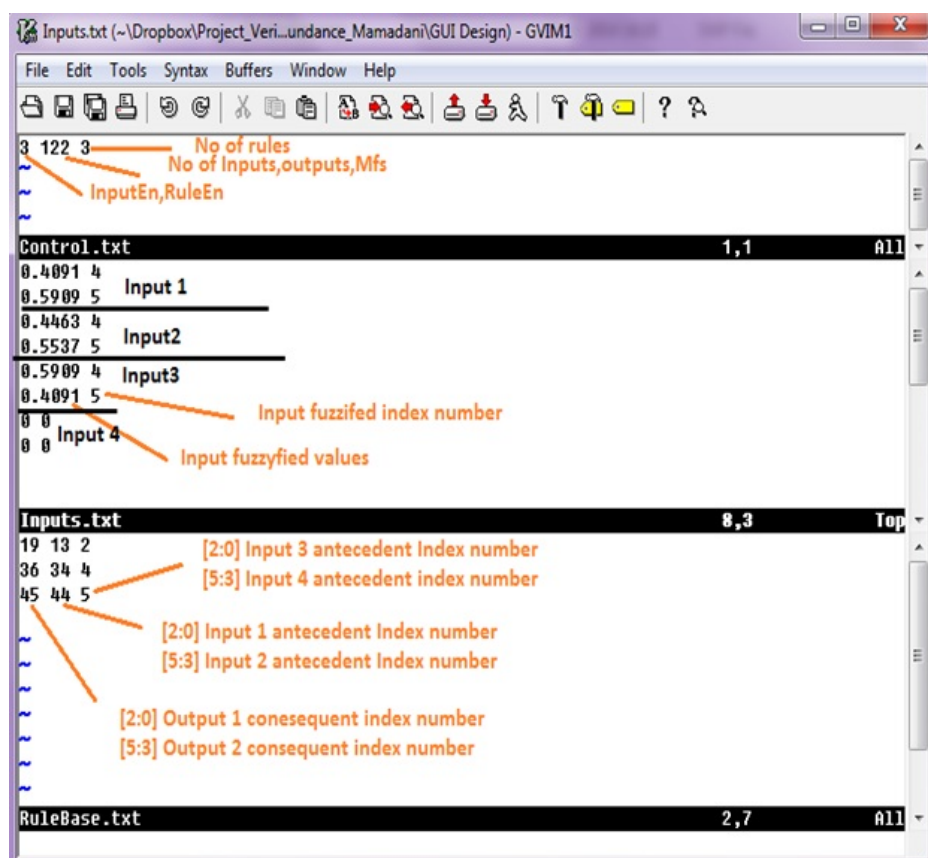 Inputs.txt (~\Dropbox\Project_Veri...undance_Mamadani\GUI Design) - GVIM1
File Edit Tools Syntax Buffers Window Help
3 122 3 No of rules
~ No of Inputs,outputs,Mfs
~ InputEn,RuleEn
~
Control.txt 1,1 All
0.4091 4
Input 1
0.5909 5
0.4463 4
Input2
0.5537 5
0.5909 4
Input3
0.4091 5
Input fuzzifed index number
0 0
Input 4
0 0
Input fuzzyfied values
Inputs.txt 8,3 Top
19 13 2 [2:0] Input 3 antecedent Index number
36 34 4 [5:3] Input 4 antecedent index number
45 44 5
~ [2:0] Input 1 antecedent Index number
~ [5:3] Input 2 antecedent Index number
~
~ [2:0] Output 1 conesequent index number
~ [5:3] Output 2 consequent index number
~
~
RuleBase.txt 2,7 All